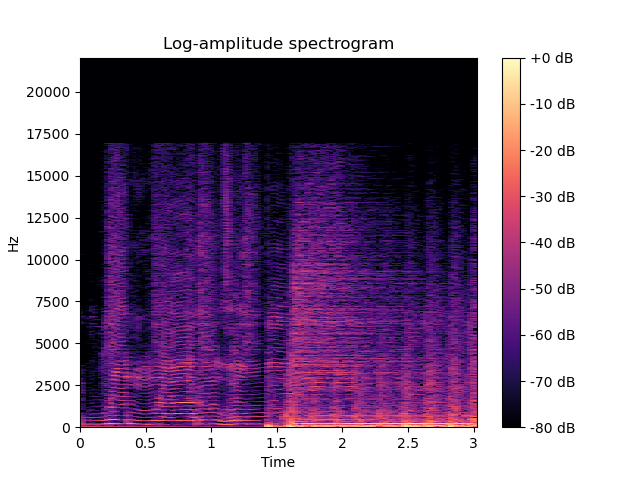 Log-amplitude spectrogram
Hz
20000
17500
15000
12500
10000
7500
5000
2500
0
0
0.5
1
1.5
2
2.5
3
Time
+0 dB
-10 dB
-20 dB
-30 dB
-40 dB
-50 dB
-60 dB
-70 dB
-80 dB